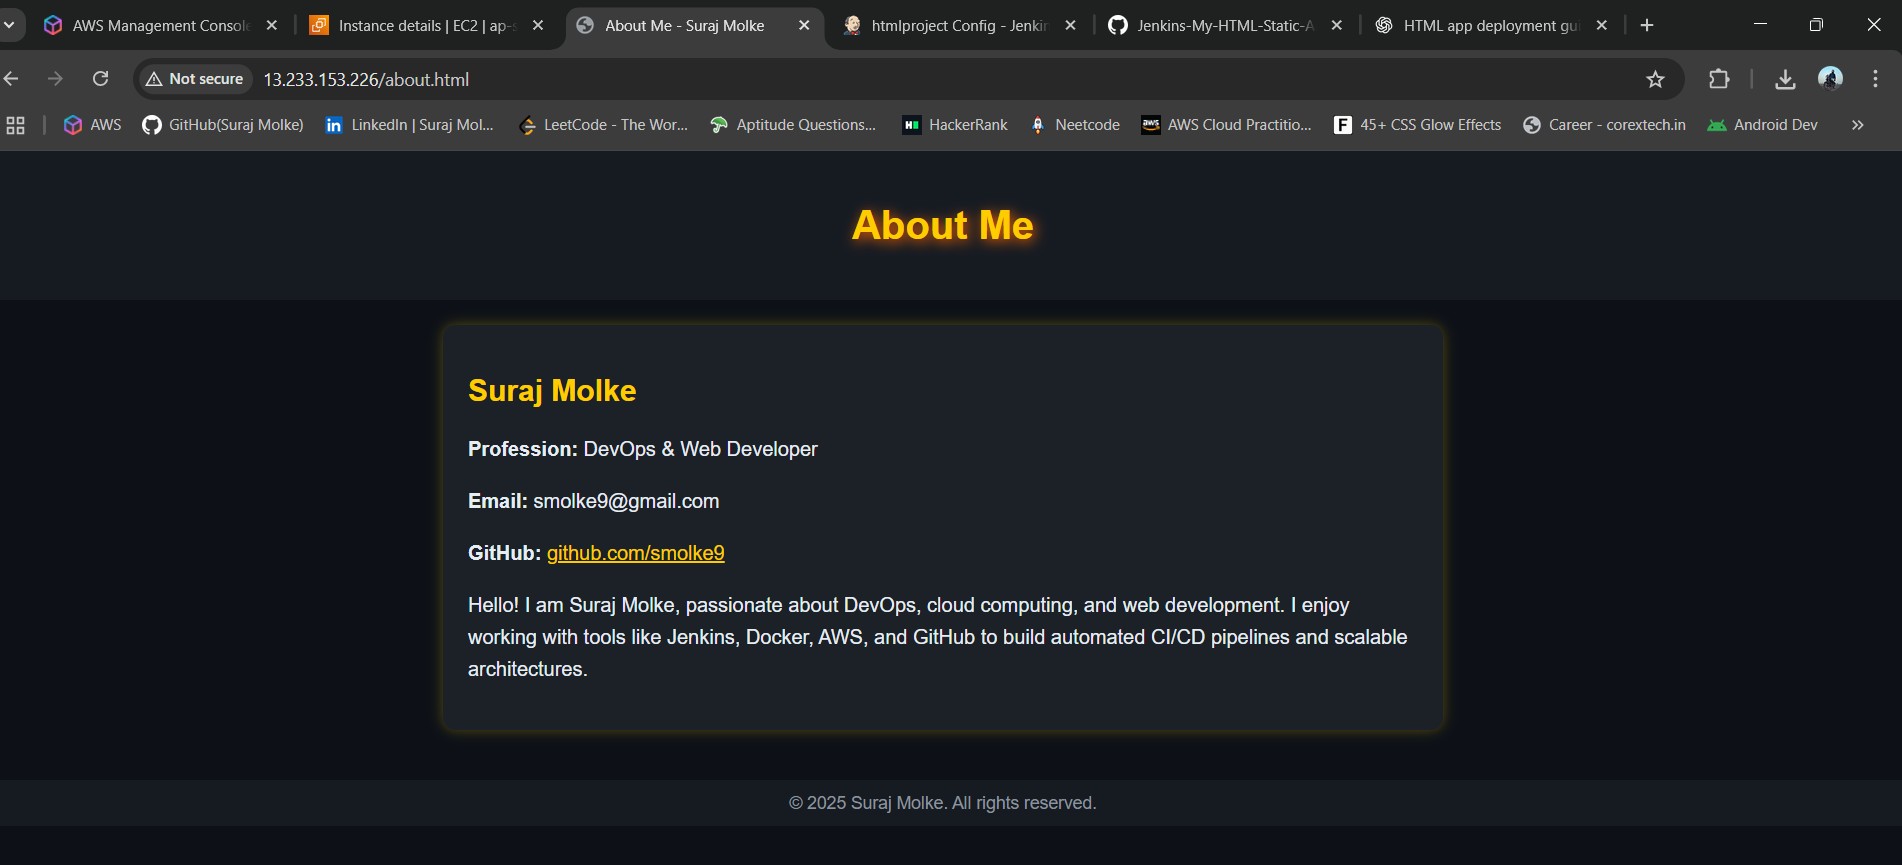 AWS Management Console
Instance details | EC2 | ap-s
About Me - Suraj Molke
htmlproject Config - Jenkin
Jenkins-My-HTML-Static-A
HTML app deployment gui
Not secure
13.233.153.226/about.html
AWS
GitHub(Suraj Molke)
LinkedIn | Suraj Mol...
LeetCode - The Wor...
Aptitude Questions...
HackerRank
Neetcode
AWS Cloud Practitio...
45+ CSS Glow Effects
Career - corextech.in
Android Dev
About Me
Suraj Molke
Profession: DevOps & Web Developer
Email: smolke9@gmail.com
GitHub: github.com/smolke9
Hello! I am Suraj Molke, passionate about DevOps, cloud computing, and web development. I enjoy
working with tools like Jenkins, Docker, AWS, and GitHub to build automated CI/CD pipelines and scalable
architectures.
© 2025 Suraj Molke. All rights reserved.